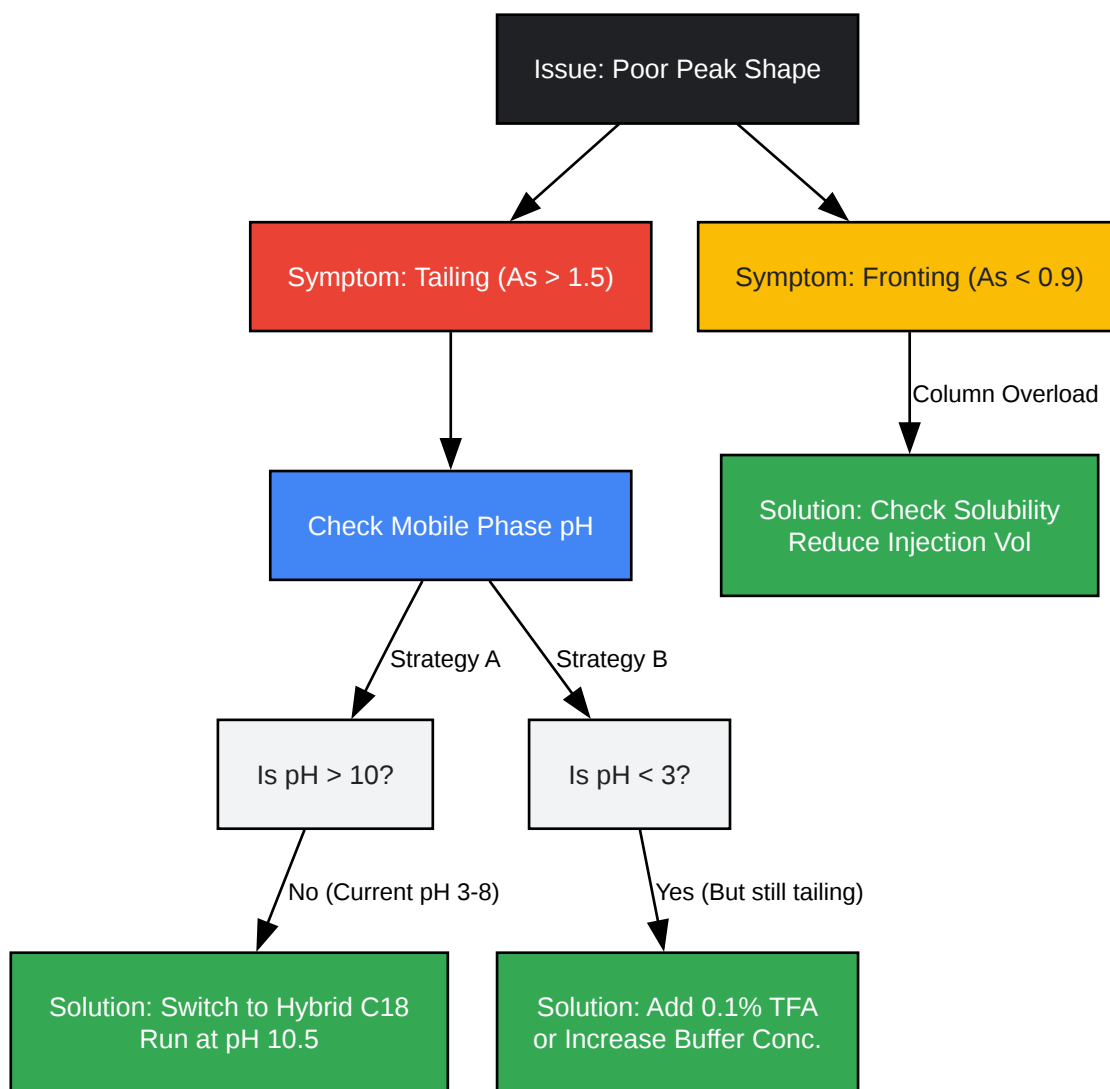 Issue: Poor Peak Shape
Symptom: Tailing (As > 1.5)
Symptom: Fronting (As < 0.9)
Column Overload
Check Mobile Phase pH
Solution: Check Solubility
Reduce Injection Vol
Strategy A
Strategy B
Is pH > 10?
Is pH < 3?
No (Current pH 3-8)
Yes (But still tailing)
Solution: Switch to Hybrid C18
Run at pH 10.5
Solution: Add 0.1% TFA
or Increase Buffer Conc.